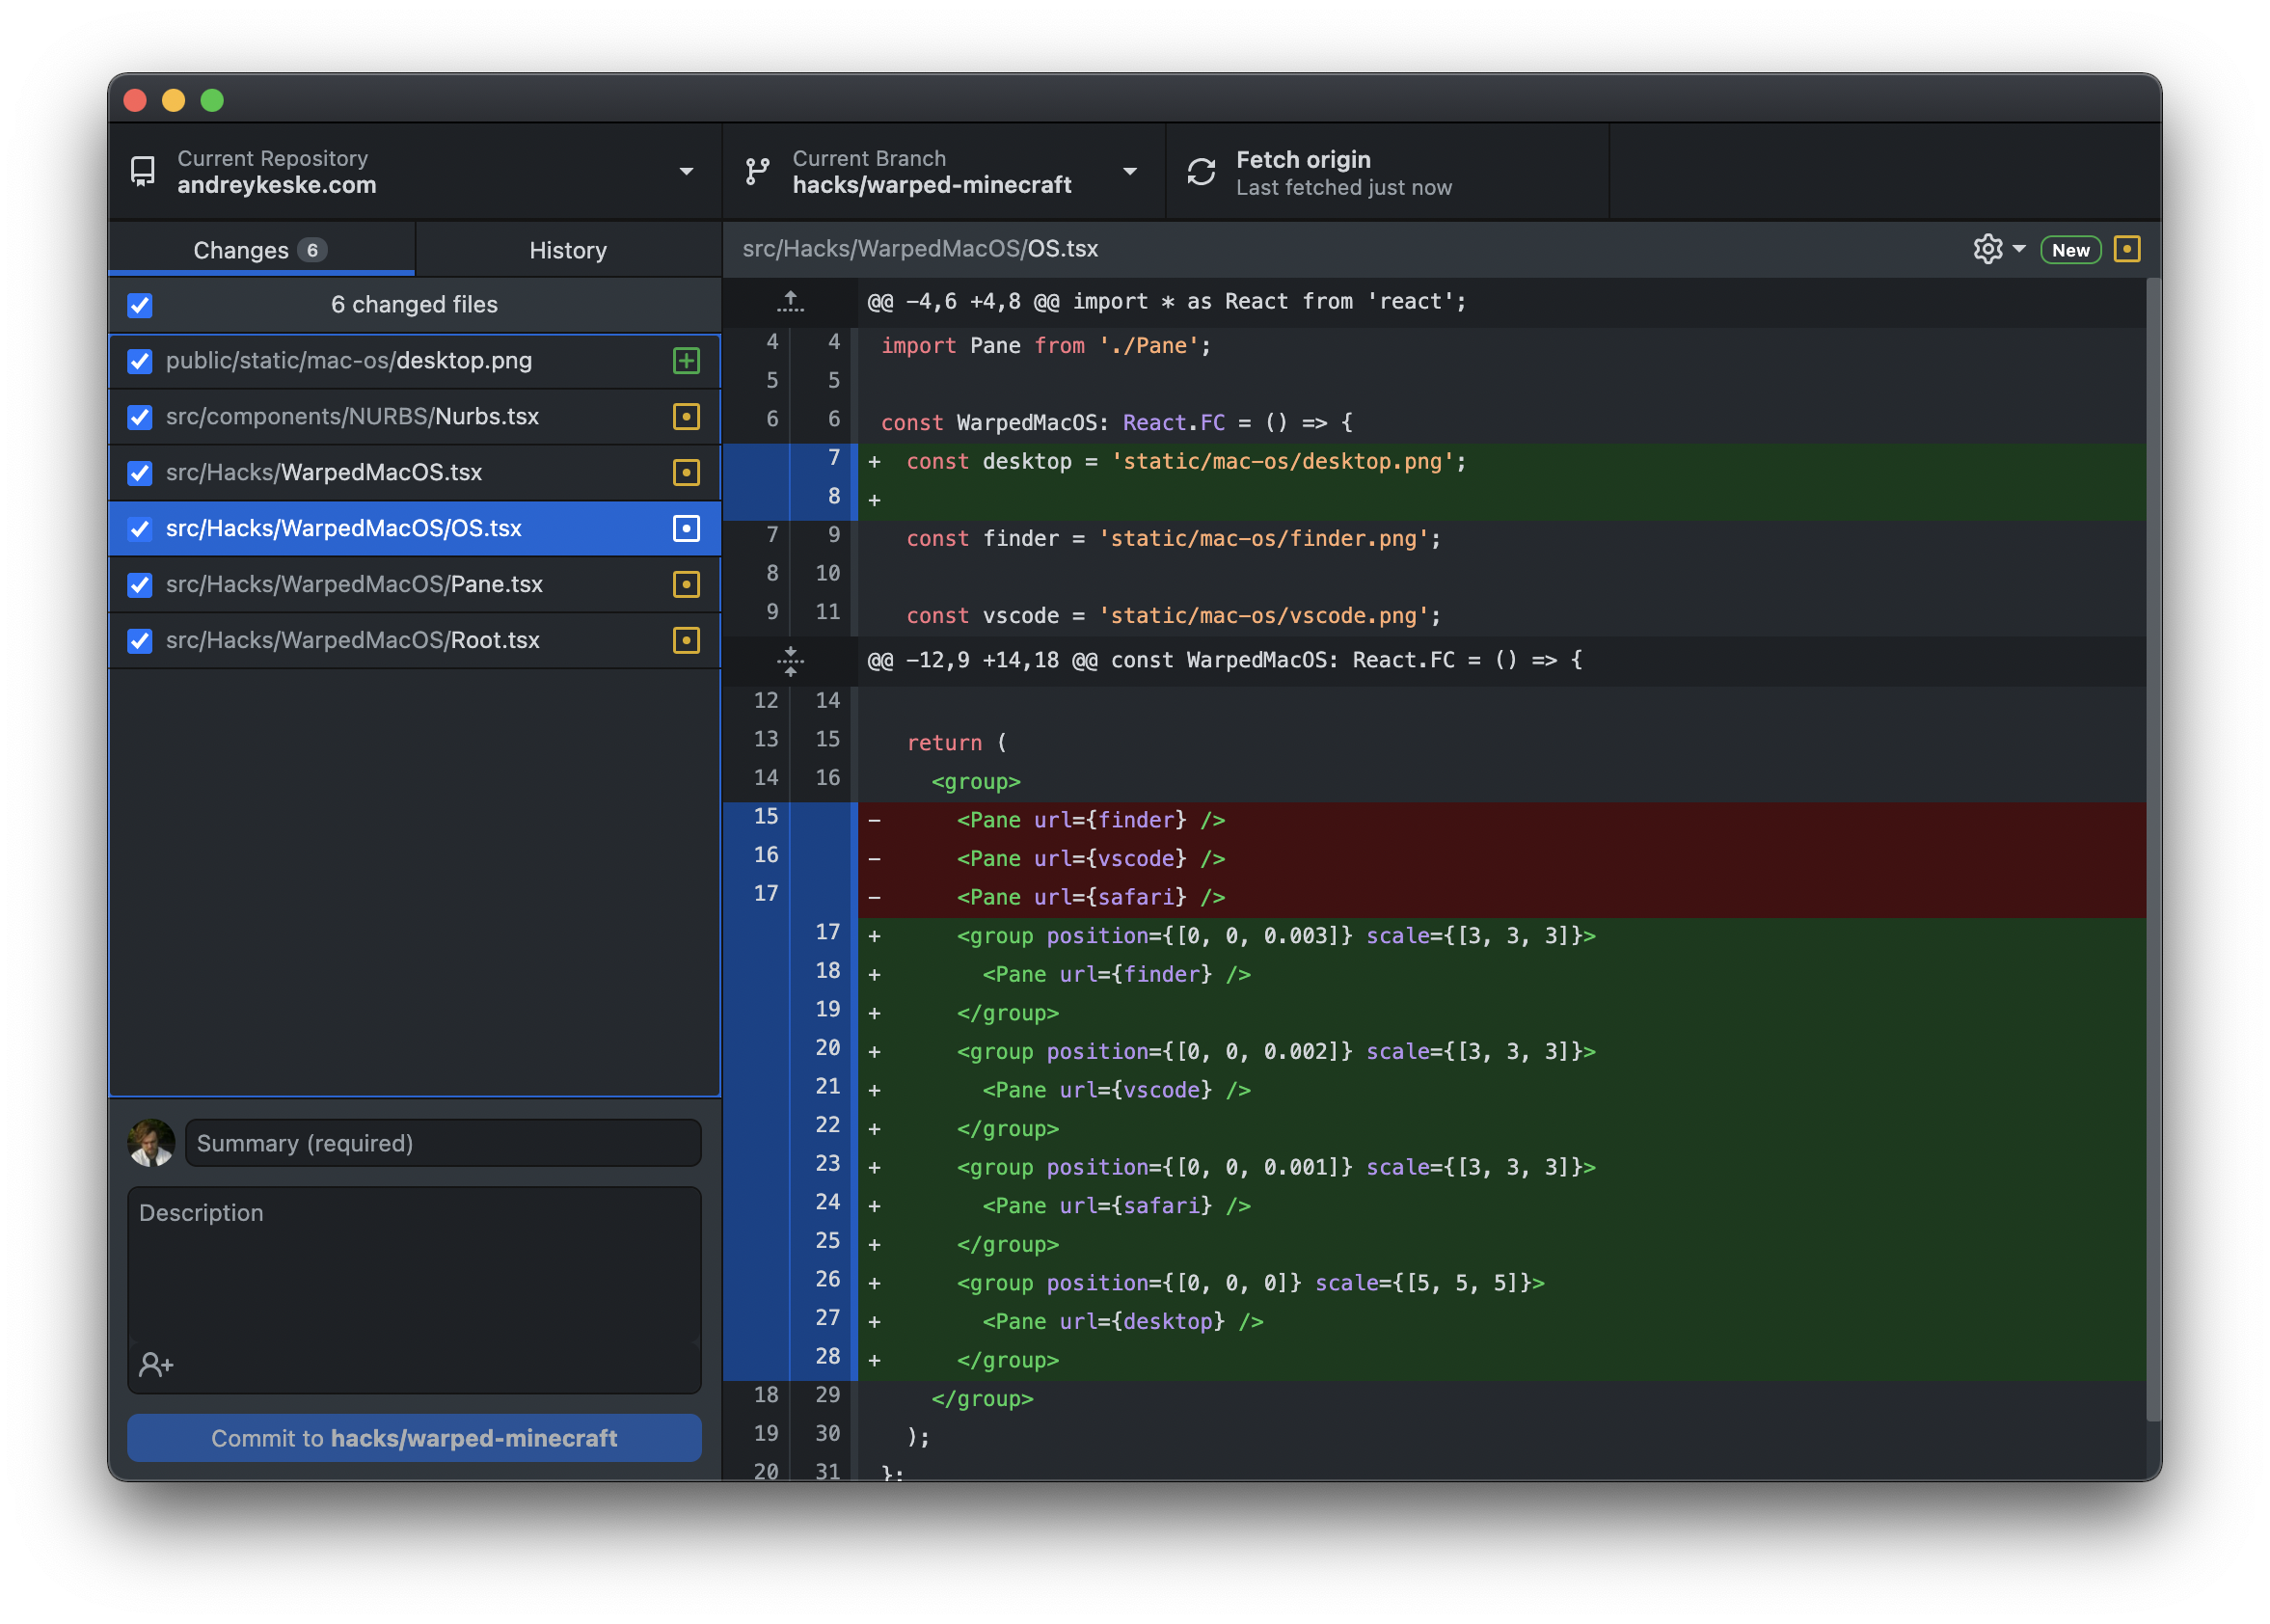 Current Repository
andreykeske.com
Current Branch
hacks/warped-minecraft
Fetch origin
Last fetched just now
Changes 6
History
6 changed files
public/static/mac-os/desktop.png
src/components/NURBS/Nurbs.tsx
src/Hacks/WarpedMacOS.tsx
src/Hacks/WarpedMacOS/OS.tsx
src/Hacks/WarpedMacOS/Pane.tsx
src/Hacks/WarpedMacOS/Root.tsx
Summary (required)
Description
Commit to hacks/warped-minecraft
src/Hacks/WarpedMacOS/OS.tsx
New
@@ -4,6 +4,8 @@ import * as React from 'react';
4 4 import Pane from './Pane';
5 5
6 6 const WarpedMacOS: React.FC = () => {
7 + const desktop = 'static/mac-os/desktop.png';
8 +
7 9 const finder = 'static/mac-os/finder.png';
8 10
9 11 const vscode = 'static/mac-os/vscode.png';
@@ -12,9 +14,18 @@ const WarpedMacOS: React.FC = () => {
12 14
13 15 return (
14 16 <group>
15 - <Pane url={finder} />
16 - <Pane url={vscode} />
17 - <Pane url={safari} />
17 + <group position={[0, 0, 0.003]} scale={[3, 3, 3]}>
18 + <Pane url={finder} />
19 + </group>
20 + <group position={[0, 0, 0.002]} scale={[3, 3, 3]}>
21 + <Pane url={vscode} />
22 + </group>
23 + <group position={[0, 0, 0.001]} scale={[3, 3, 3]}>
24 + <Pane url={safari} />
25 + </group>
26 + <group position={[0, 0, 0]} scale={[5, 5, 5]}>
27 + <Pane url={desktop} />
28 + </group>
18 29 </group>
19 30 );
20 31 };